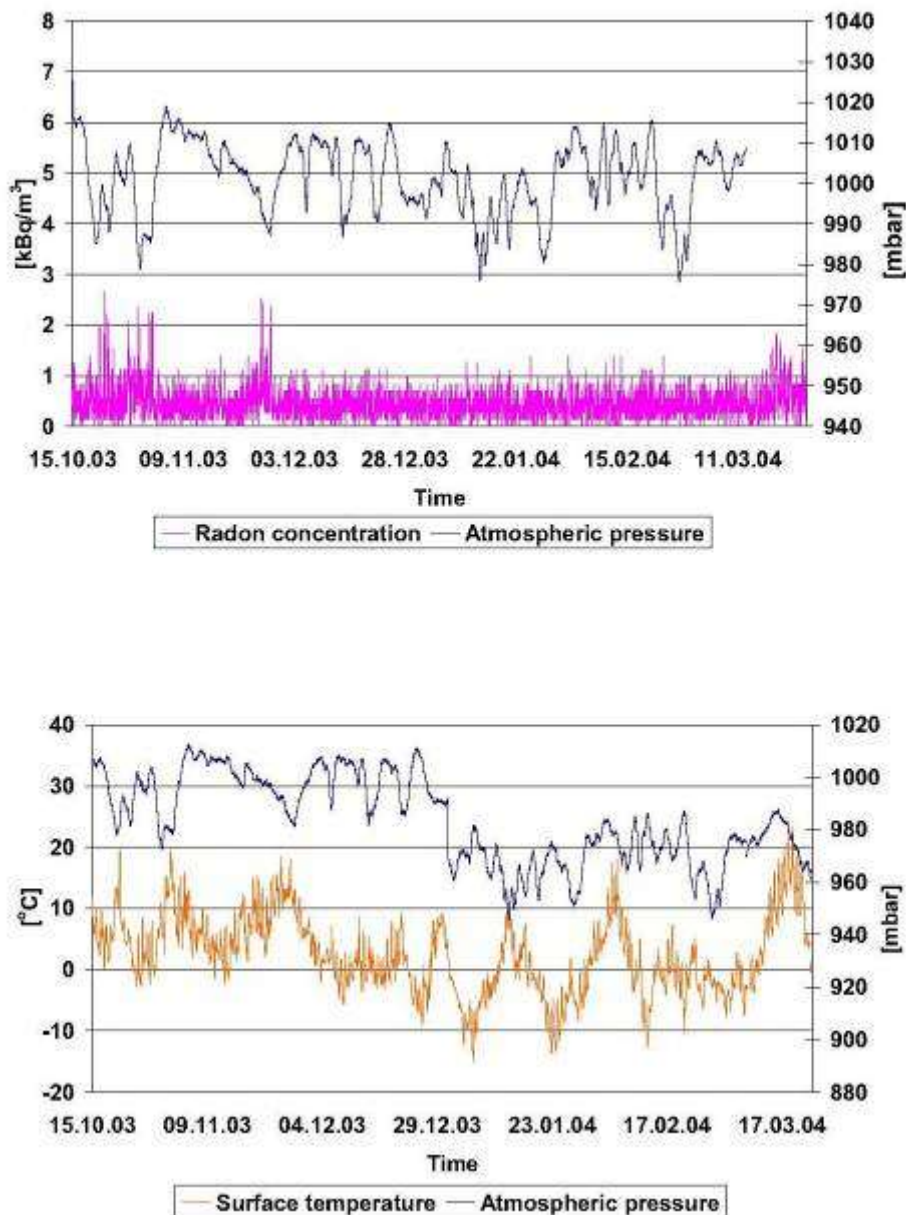 8 1040
7 1030
6 1020
5 1010
4 1000
3 990
2 980
1 970
0 960
950
940
[kBq/m³]
[mbar]
15.10.03 09.11.03 03.12.03 28.12.03 22.01.04 15.02.04 11.03.04
Time
Radon concentration Atmospheric pressure
40 1020
30 1000
20 980
10 960
0 940
-10 920
-20 900
880
[°C]
[mbar]
15.10.03 09.11.03 04.12.03 29.12.03 23.01.04 17.02.04 17.03.04
Time
Surface temperature Atmospheric pressure